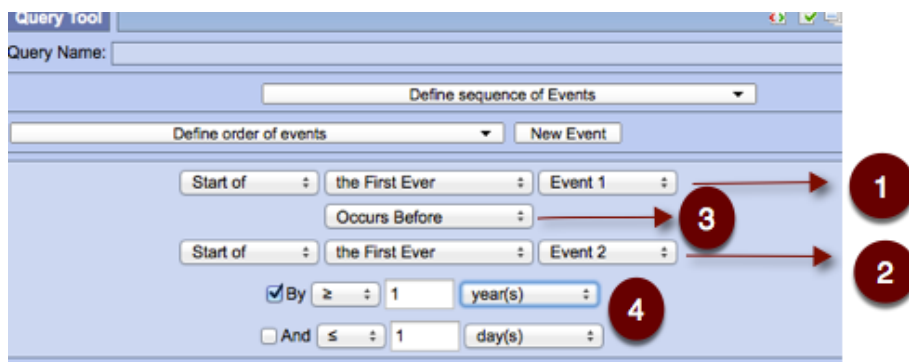 Query Tool
Query Name:
Define sequence of Events
Define order of events New Event
Start of the First Ever Event 1 1
Occurs Before 3
Start of the First Ever Event 2 2
By ≥ 1 year(s) 4
And ≤ 1 day(s)